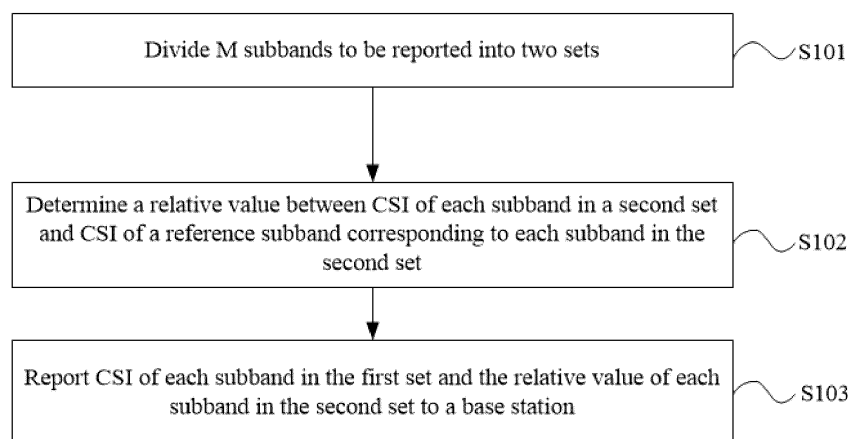 Divide M subbands to be reported into two sets
S101
Determine a relative value between CSI of each subband in a second set
and CSI of a reference subband corresponding to each subband in the
second set
S102
Report CSI of each subband in the first set and the relative value of each
subband in the second set to a base station
S103